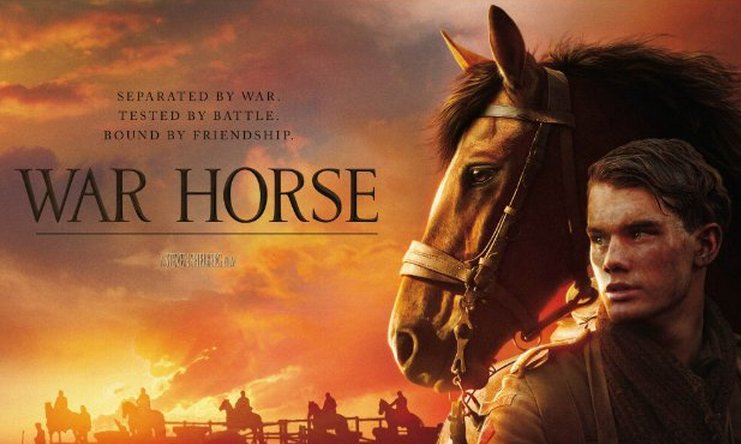 SEPARATED BY WAR.
TESTED BY BATTLE.
BOUND BY FRIENDSHIP.
WAR HORSE